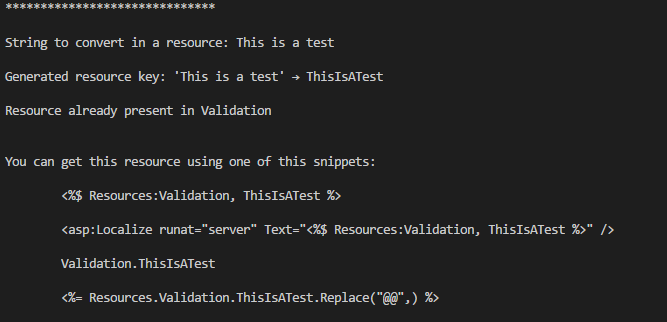 ******************************
String to convert in a resource: This is a test
Generated resource key: 'This is a test' → ThisIsATest
Resource already present in Validation
You can get this resource using one of this snippets:
<%$ Resources:Validation, ThisIsATest %>
<asp:Localize runat="server" Text="<%$ Resources:Validation, ThisIsATest %>" />
Validation.ThisIsATest
<%= Resources.Validation.ThisIsATest.Replace("@@",) %>